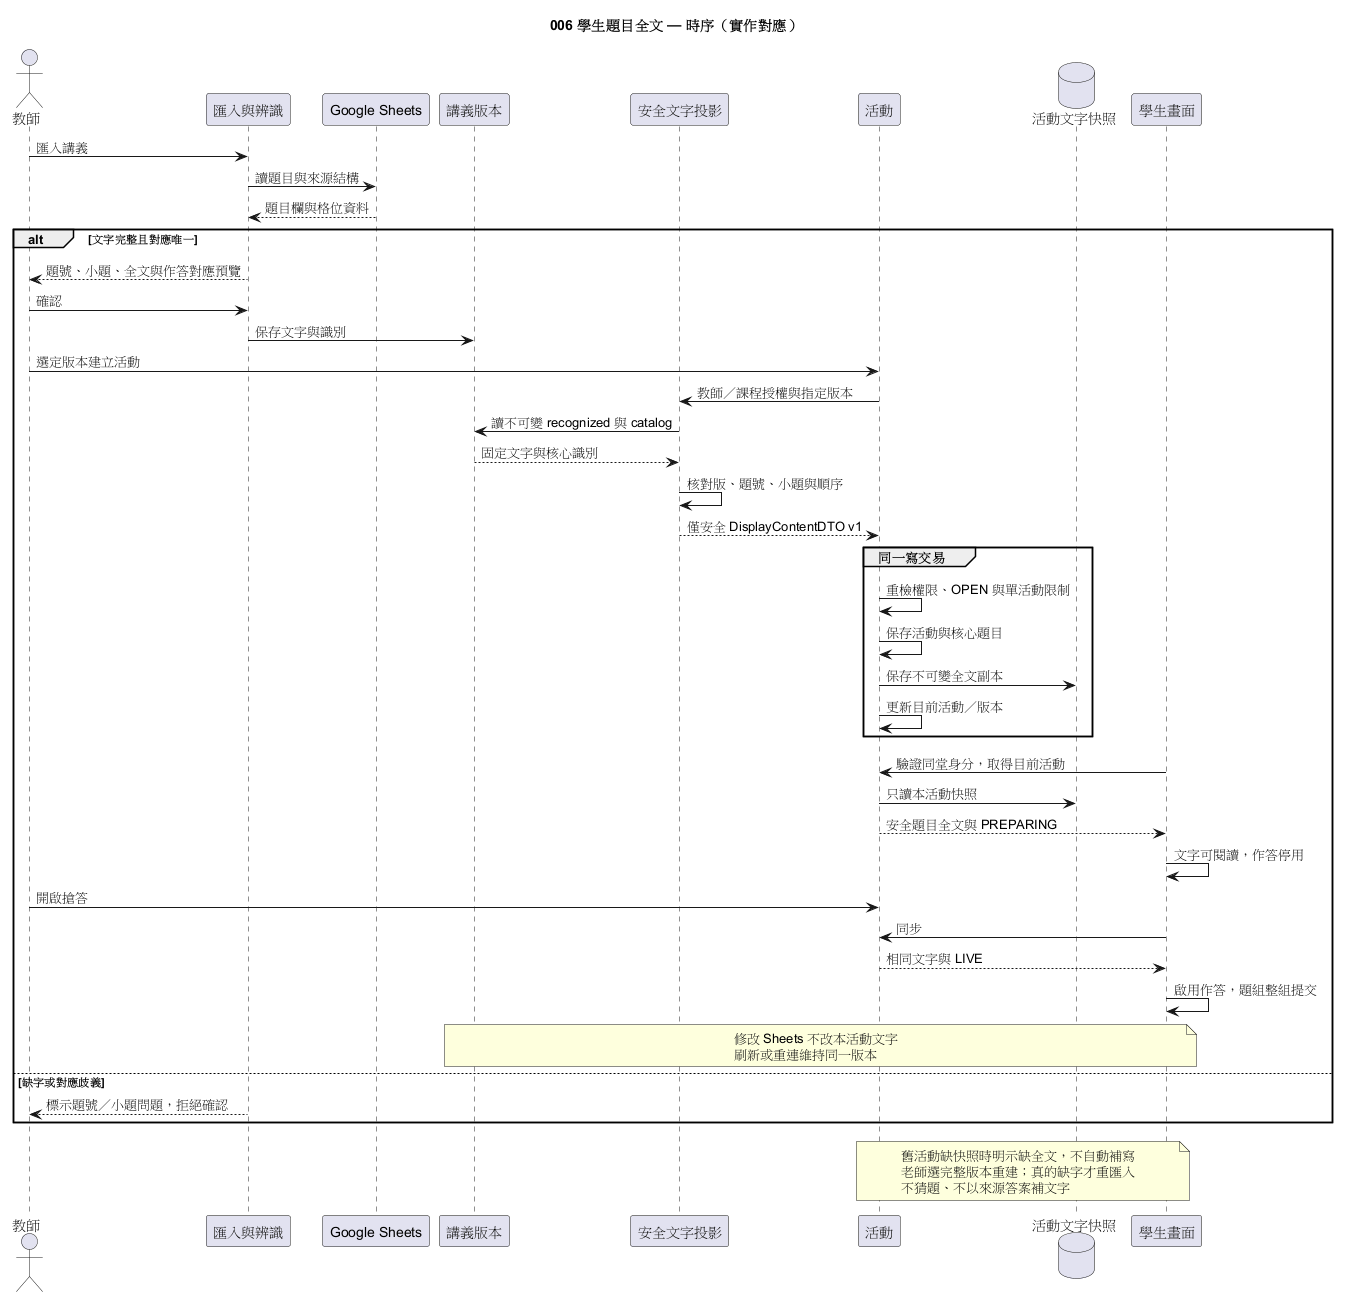 006 學生題目全文 — 時序（實作對應）
教師
匯入與辨識
Google Sheets
講義版本
安全文字投影
活動
活動文字快照
學生畫面
匯入講義
讀題目與來源結構
題目欄與格位資料
alt
[文字完整且對應唯一]
題號、小題、全文與作答對應預覽
確認
保存文字與識別
選定版本建立活動
教師／課程授權與指定版本
讀不可變 recognized 與 catalog
固定文字與核心識別
核對版、題號、小題與順序
僅安全 DisplayContentDTO v1
同一寫交易
重檢權限、OPEN 與單活動限制
保存活動與核心題目
保存不可變全文副本
更新目前活動／版本
驗證同堂身分，取得目前活動
只讀本活動快照
安全題目全文與 PREPARING
文字可閱讀，作答停用
開啟搶答
同步
相同文字與 LIVE
啟用作答，題組整組提交
修改 Sheets 不改本活動文字
刷新或重連維持同一版本
[缺字或對應歧義]
標示題號／小題問題，拒絕確認
舊活動缺快照時明示缺全文，不自動補寫
老師選完整版本重建；真的缺字才重匯入
不猜題、不以來源答案補文字
教師
匯入與辨識
Google Sheets
講義版本
安全文字投影
活動
活動文字快照
學生畫面